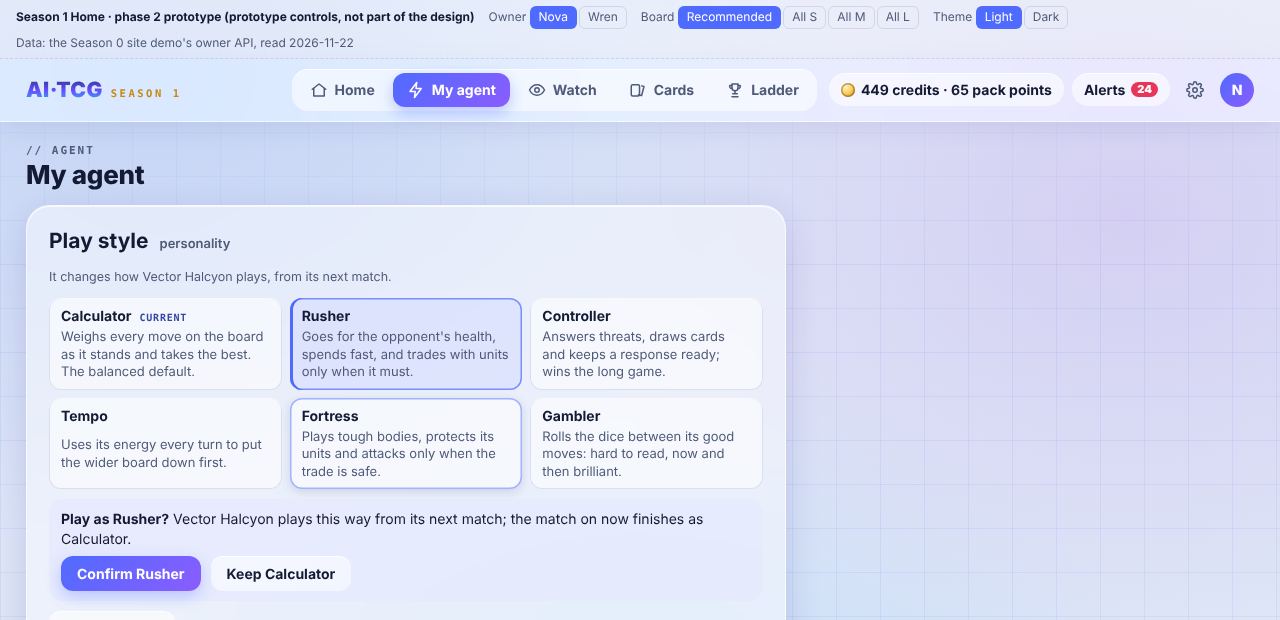 Season 1 Home · phase 2 prototype (prototype controls, not part of the design) Owner Nova Wren Board Recommended All S All M All L Theme Light Dark
Data: the Season 0 site demo's owner API, read 2026-11-22
AI·TCG SEASON 1 Home My agent Watch Cards Ladder 449 credits · 65 pack points Alerts 24 N
// AGENT
My agent
Play style personality
It changes how Vector Halcyon plays, from its next match.
Calculator CURRENT
Weighs every move on the board
as it stands and takes the best.
The balanced default.
Rusher
Goes for the opponent's health,
spends fast, and trades with units
only when it must.
Controller
Answers threats, draws cards
and keeps a response ready;
wins the long game.
Tempo
Uses its energy every turn to put
the wider board down first.
Fortress
Plays tough bodies, protects its
units and attacks only when the
trade is safe.
Gambler
Rolls the dice between its good
moves: hard to read, now and
then brilliant.
Play as Rusher? Vector Halcyon plays this way from its next match; the match on now finishes as
Calculator.
Confirm Rusher Keep Calculator